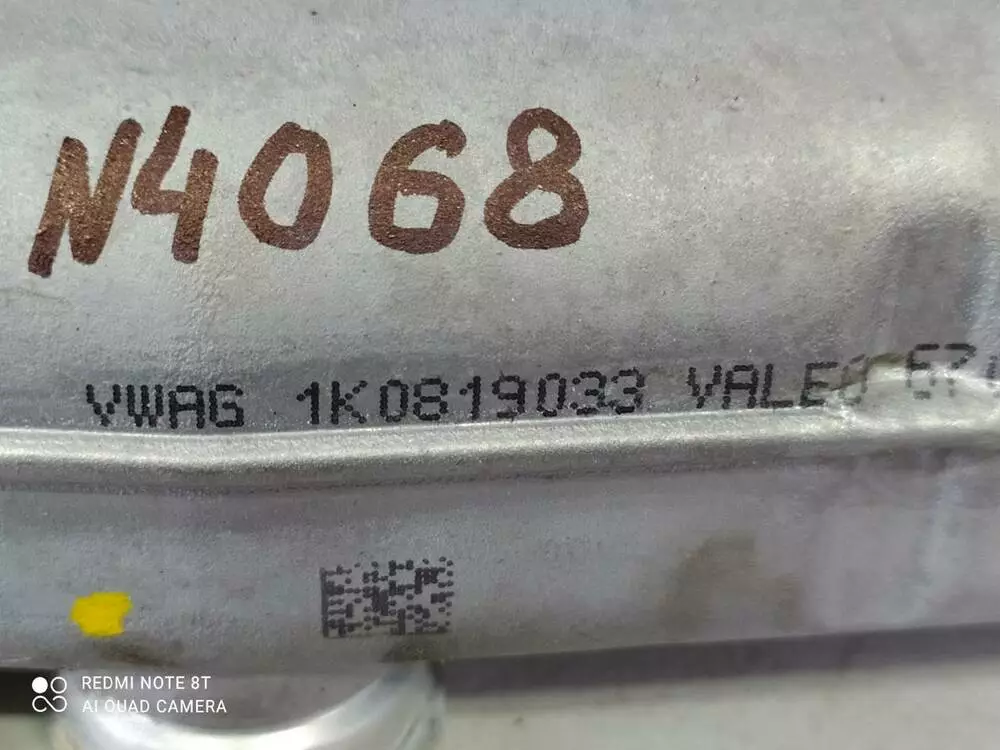 N4068
VWAG 1K0819033 VALEO
REDMI NOTE 8T
AI QUAD CAMERA